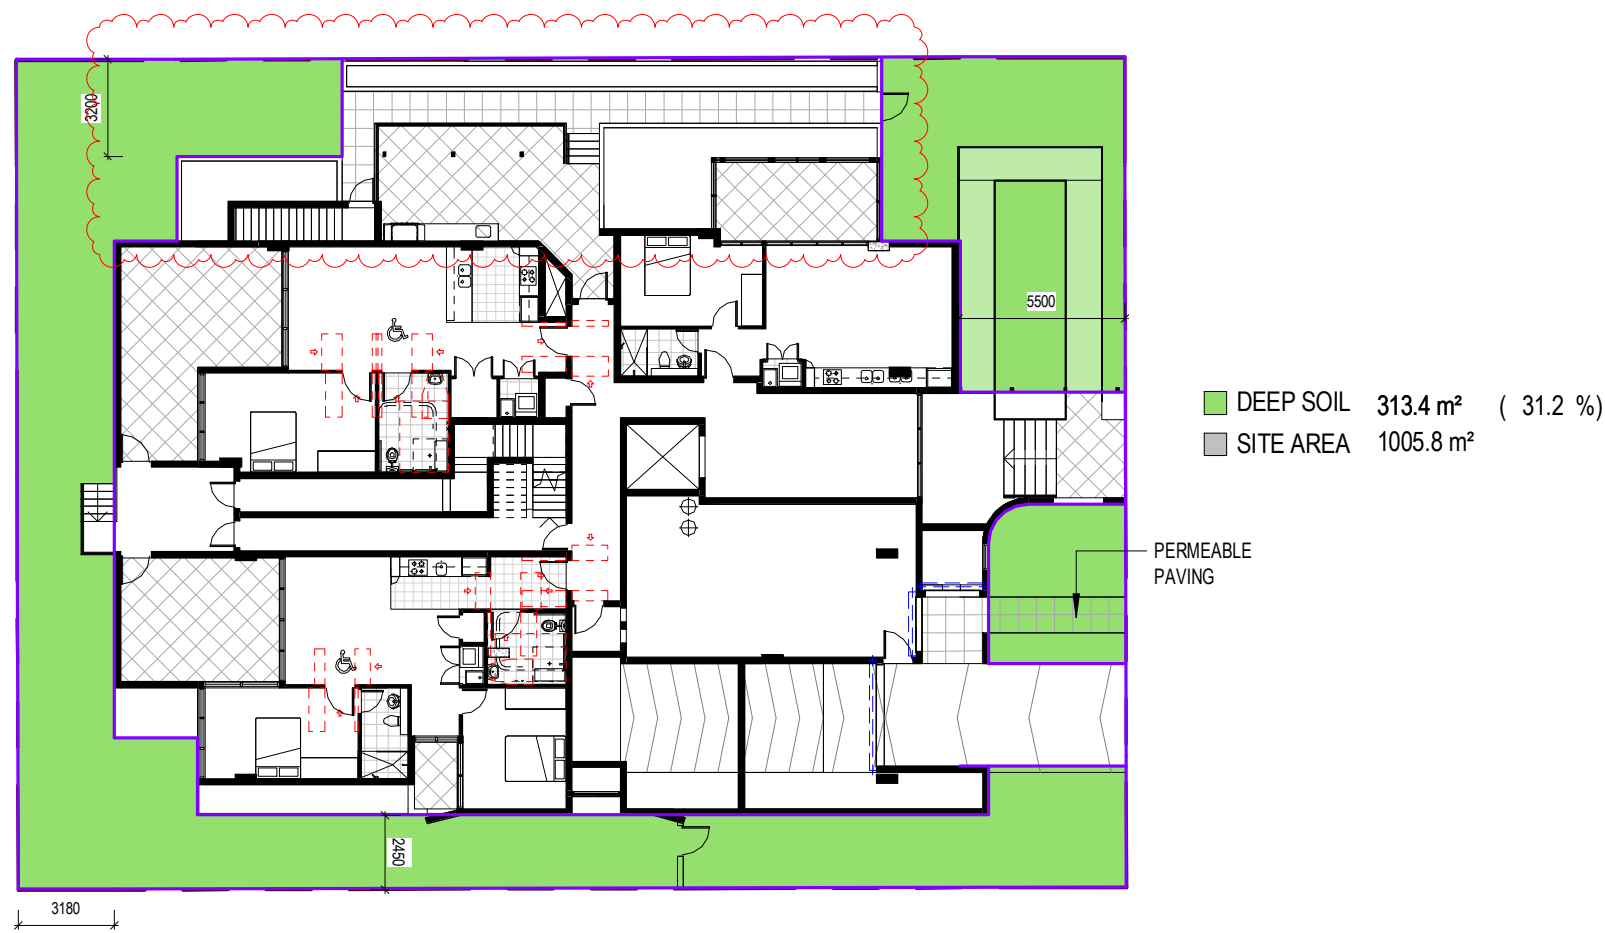 3200
5500
DEEP SOIL 313.4 m² ( 31.2 %)
SITE AREA 1005.8 m²
PERMEABLE
PAVING
2450
3180